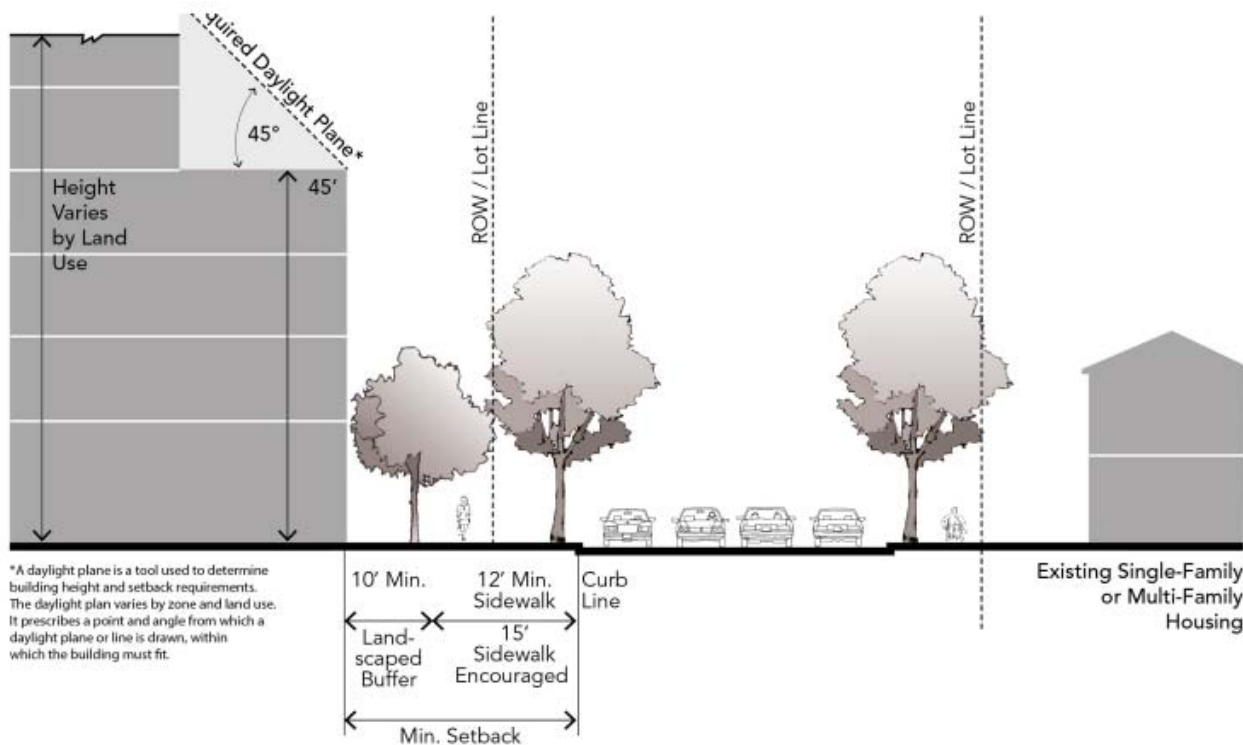 quired Daylight Plane*
45°
Height
Varies
by Land
Use
45'
ROW / Lot Line
ROW / Lot Line
*A daylight plane is a tool used to determine
building height and setback requirements.
The daylight plan varies by zone and land use.
It prescribes a point and angle from which a
daylight plane or line is drawn, within
which the building must fit.
10' Min.
Land-
scaped
Buffer
12' Min.
Sidewalk
15'
Sidewalk
Encouraged
Curb
Line
Min. Setback
Existing Single-Family
or Multi-Family
Housing